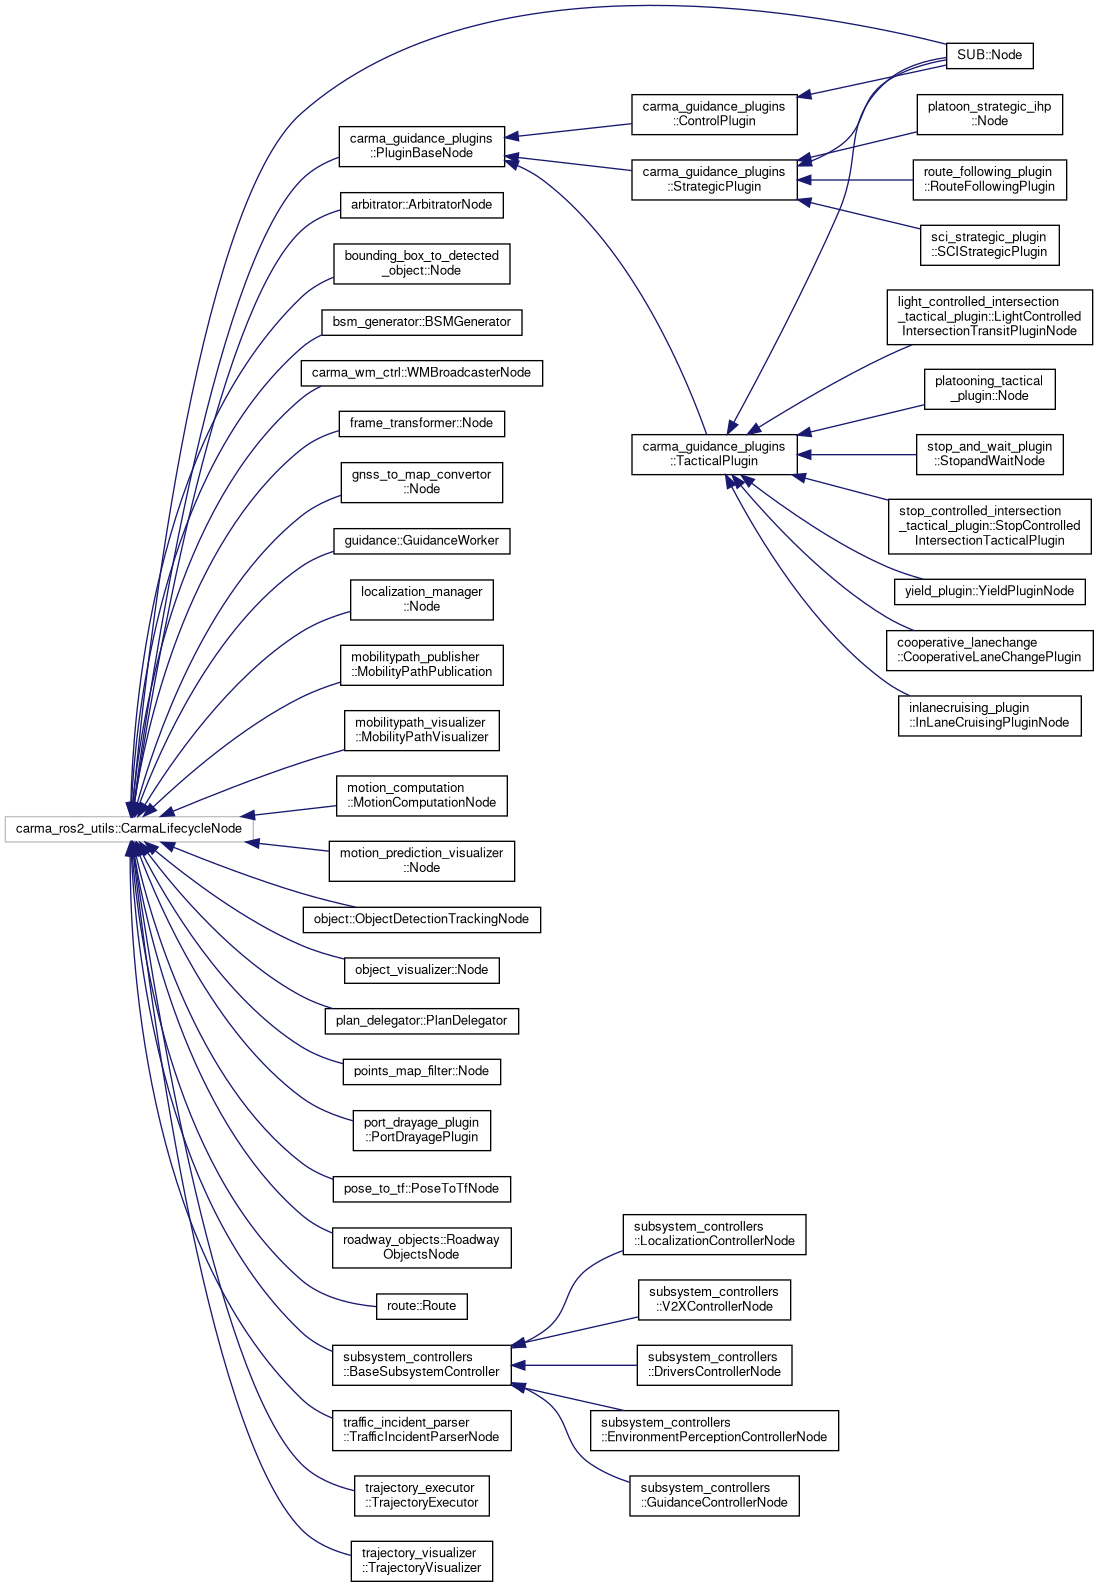 SUB::Node
carma_guidance_plugins
::ControlPlugin
platoon_strategic_ihp
::Node
carma_guidance_plugins
::PluginBaseNode
carma_guidance_plugins
::StrategicPlugin
route_following_plugin
::RouteFollowingPlugin
arbitrator::ArbitratorNode
sci_strategic_plugin
::SCIStrategicPlugin
bounding_box_to_detected
_object::Node
light_controlled_intersection
_tactical_plugin::LightControlled
IntersectionTransitPluginNode
bsm_generator::BSMGenerator
carma_wm_ctrl::WMBroadcasterNode
platooning_tactical
_plugin::Node
frame_transformer::Node
carma_guidance_plugins
::TacticalPlugin
stop_and_wait_plugin
::StopandWaitNode
gnss_to_map_convertor
::Node
stop_controlled_intersection
_tactical_plugin::StopControlled
IntersectionTacticalPlugin
guidance::GuidanceWorker
yield_plugin::YieldPluginNode
localization_manager
::Node
cooperative_lanechange
::CooperativeLaneChangePlugin
mobilitypath_publisher
::MobilityPathPublication
inlanecruising_plugin
::InLaneCruisingPluginNode
mobilitypath_visualizer
::MobilityPathVisualizer
motion_computation
::MotionComputationNode
carma_ros2_utils::CarmaLifecycleNode
motion_prediction_visualizer
::Node
object::ObjectDetectionTrackingNode
object_visualizer::Node
plan_delegator::PlanDelegator
points_map_filter::Node
port_drayage_plugin
::PortDrayagePlugin
pose_to_tf::PoseToTfNode
roadway_objects::Roadway
ObjectsNode
subsystem_controllers
::LocalizationControllerNode
route::Route
subsystem_controllers
::V2XControllerNode
subsystem_controllers
::BaseSubsystemController
subsystem_controllers
::DriversControllerNode
traffic_incident_parser
::TrafficIncidentParserNode
subsystem_controllers
::EnvironmentPerceptionControllerNode
trajectory_executor
::TrajectoryExecutor
subsystem_controllers
::GuidanceControllerNode
trajectory_visualizer
::TrajectoryVisualizer